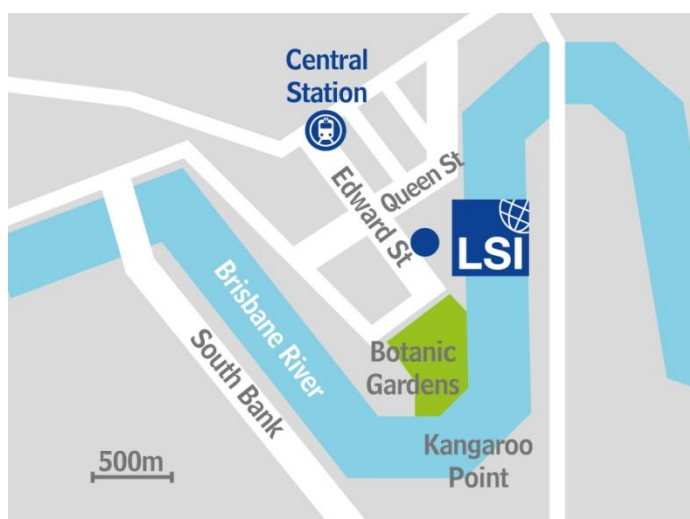 Central
Station
Queen St
Edward St
LSI
Brisbane River
South Bank
Botanic
Gardens
Kangaroo
Point
500m